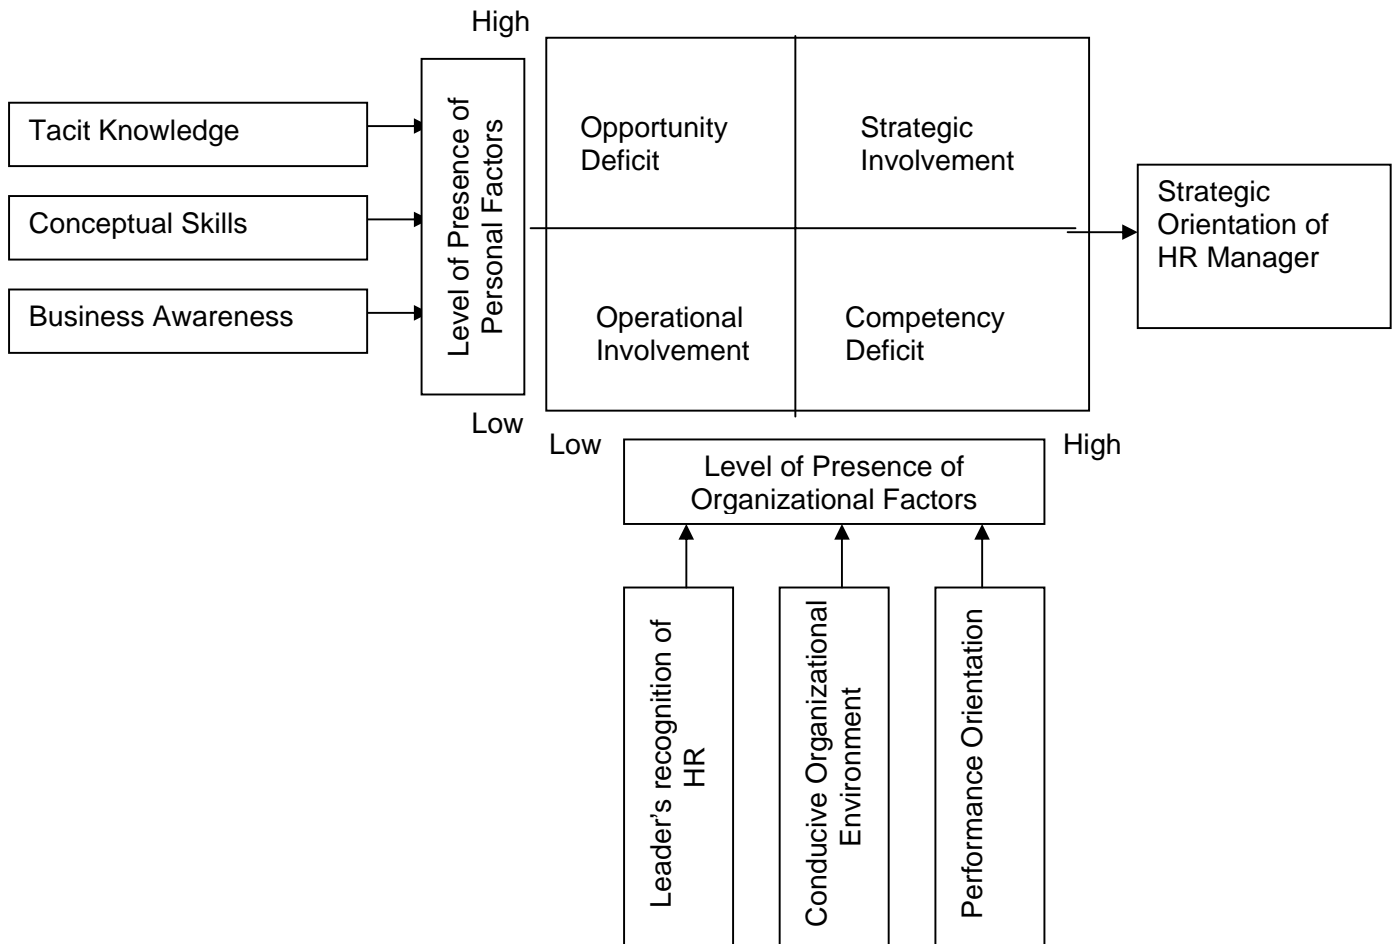 High
Tacit Knowledge
Conceptual Skills
Business Awareness
Level of Presence of
Personal Factors
Opportunity
Deficit
Strategic
Involvement
Operational
Involvement
Competency
Deficit
Strategic
Orientation of
HR Manager
Low
Low
High
Level of Presence of
Organizational Factors
Leader's recognition of
HR
Conducive Organizational
Environment
Performance Orientation